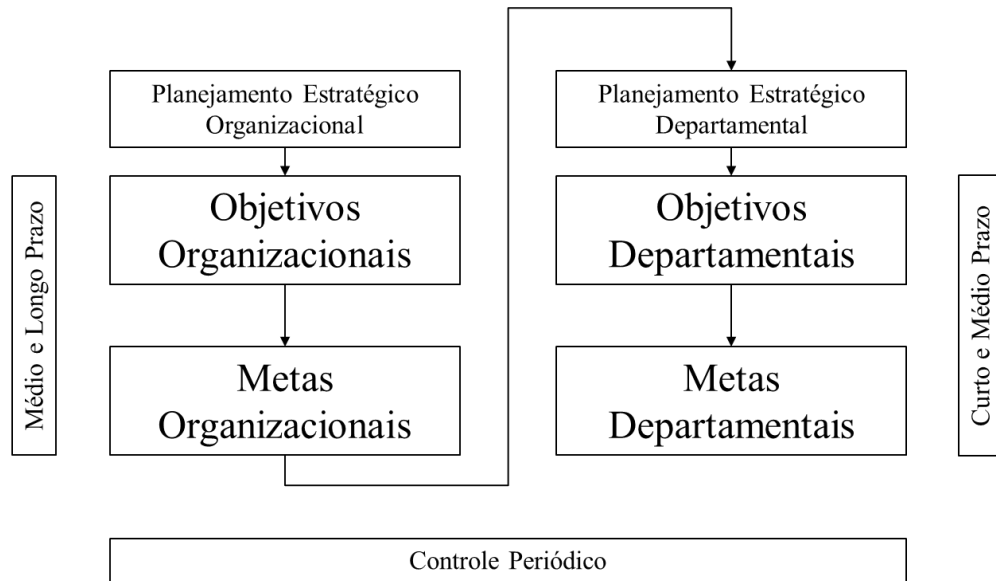 Planejamento Estratégico
Organizacional
Objetivos
Organizacionais
Metas
Organizacionais
Médio e Longo Prazo
Planejamento Estratégico
Departamental
Objetivos
Departamentais
Metas
Departamentais
Curto e Médio Prazo
Controle Periódico